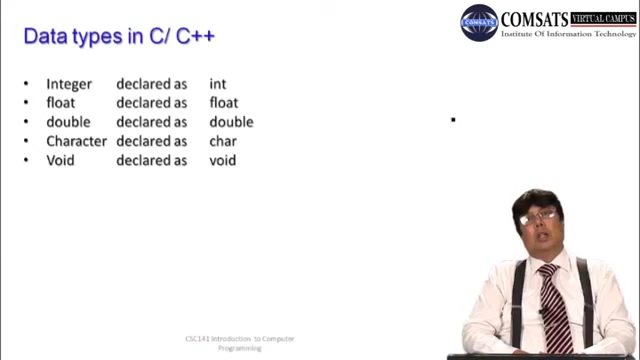 Data types in C/ C++
COMSATS VIRTUAL CAMPUS
Institute Of Information Technology
COMSATS
• Integer declared as int
• float declared as float
• double declared as double
• Character declared as char
• Void declared as void
CSC141 Introduction to Computer
Programming